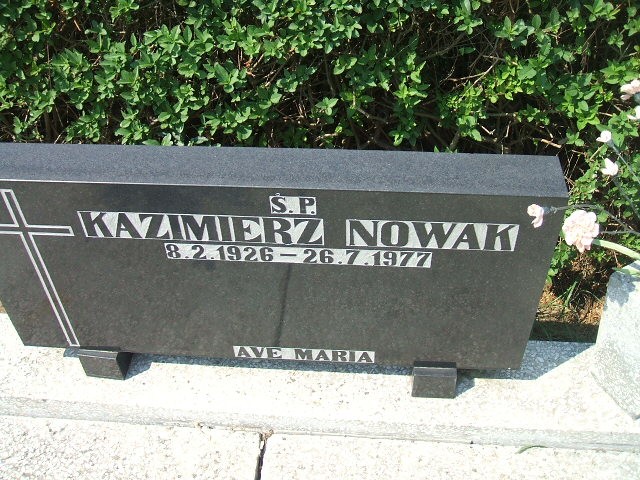 Ś.P.
KAZIMIERZ NOWAK
8.2.1926 – 26.7.1977
AVE MARIA